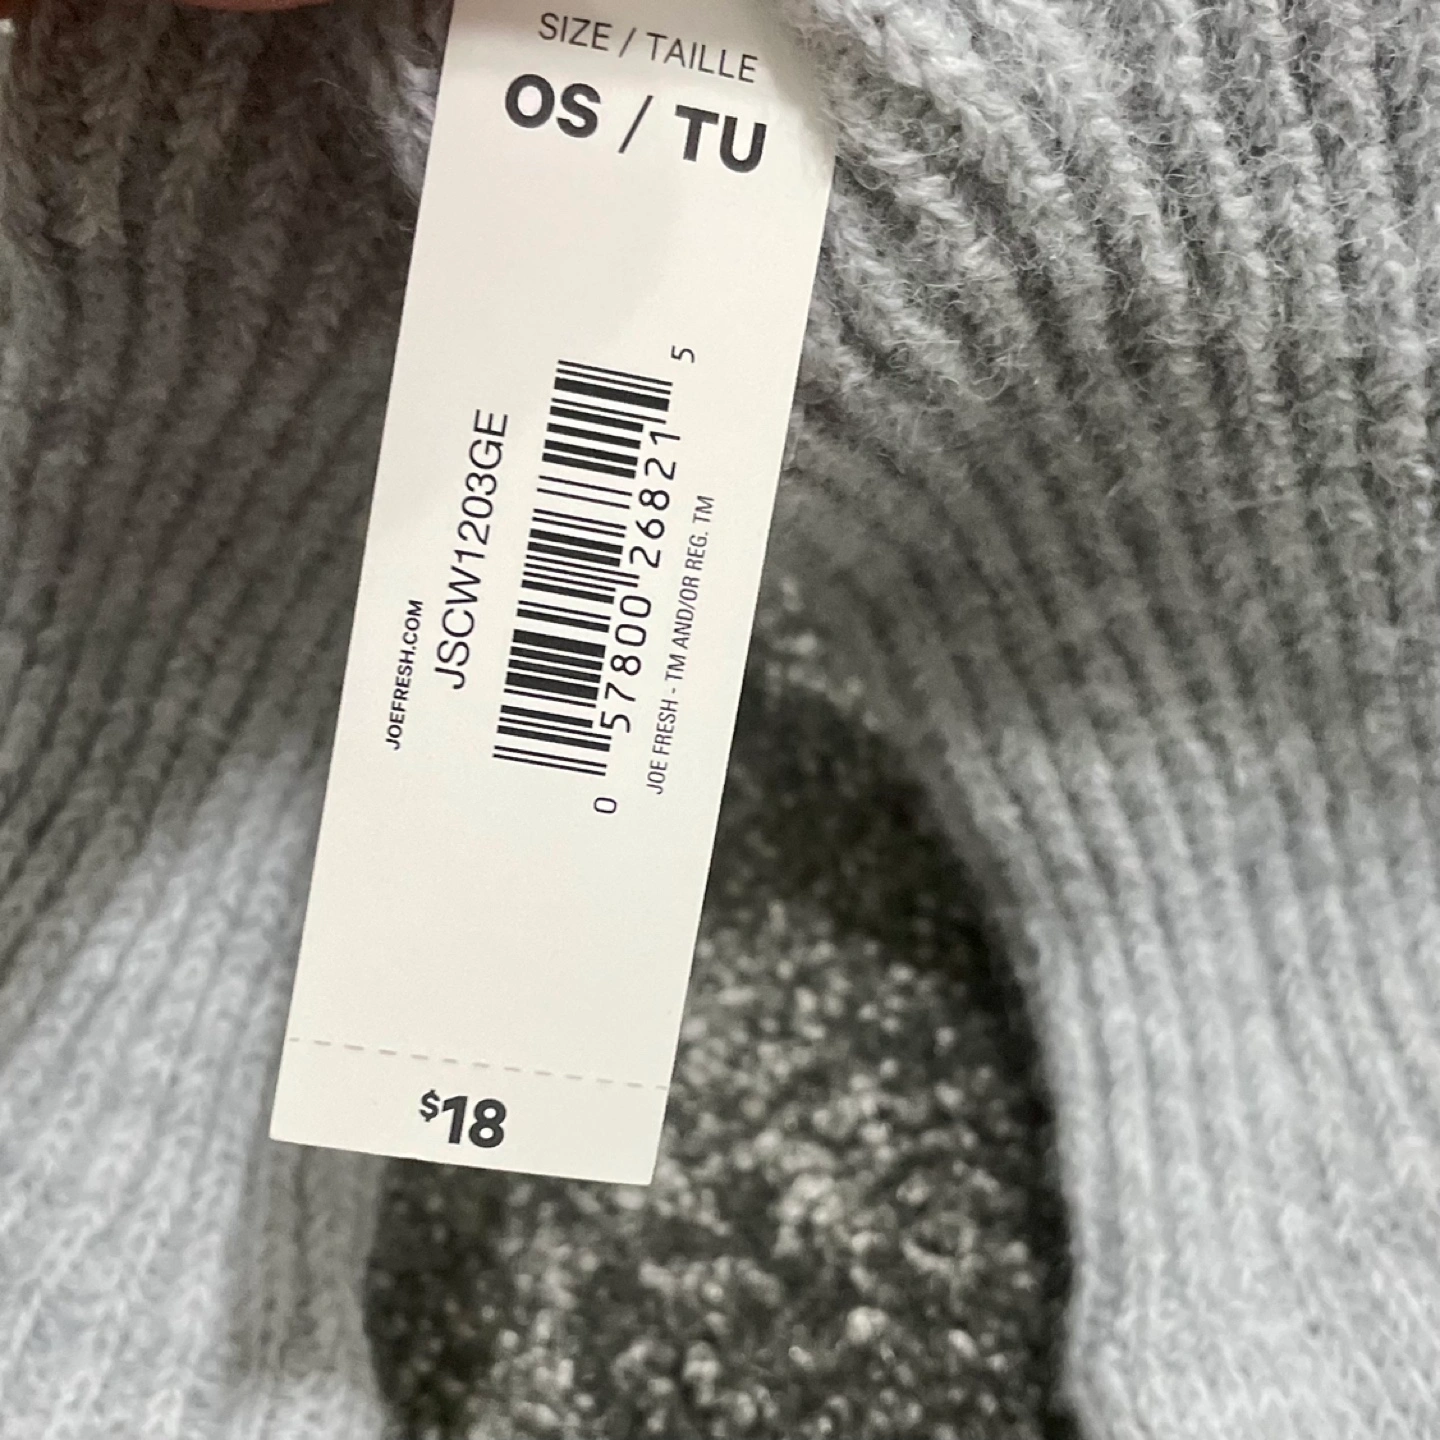 SIZE / TAILLE
OS / TU
JOEFRESH.COM
JSCW1203GE
0 57800 26821 5
JOE FRESH - TM AND/OR REG. TM
$18